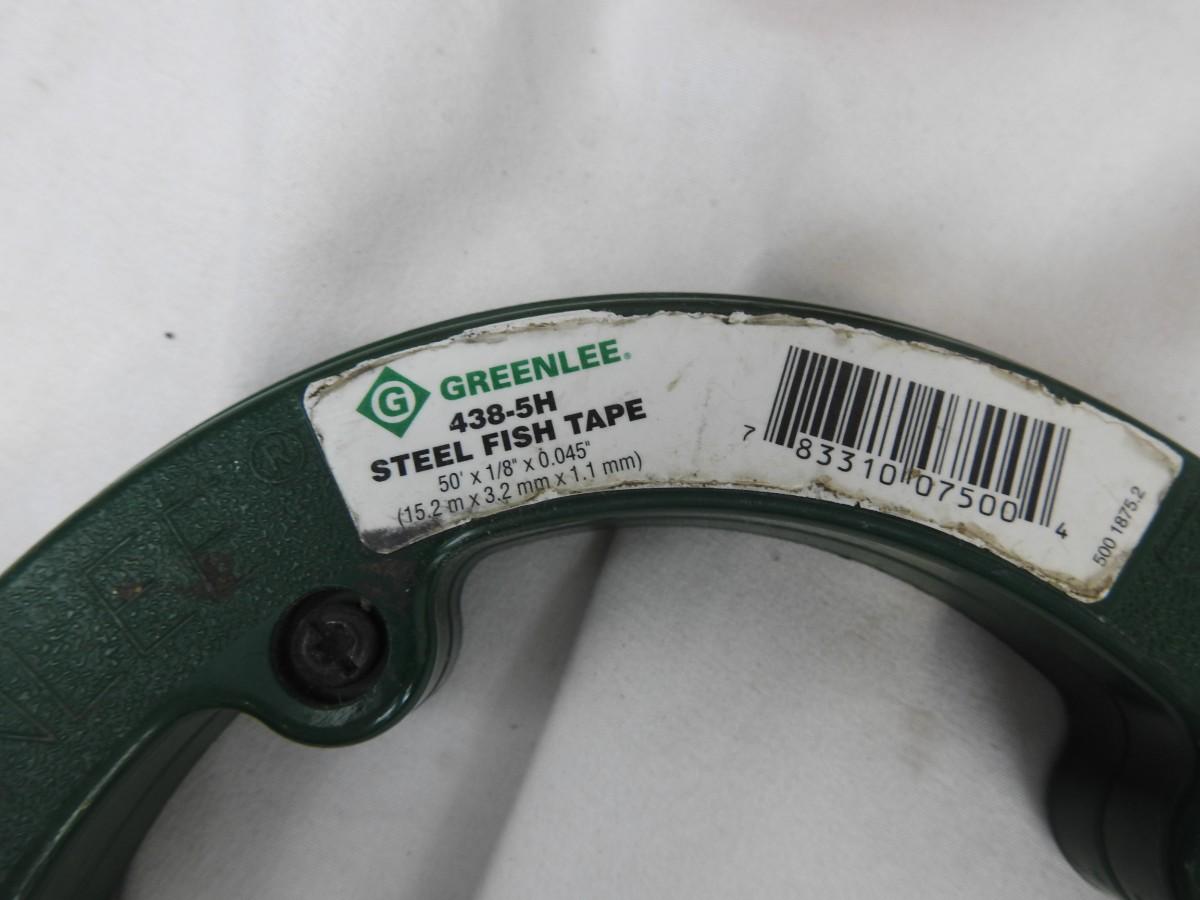 G GREENLEE®
438-5H
STEEL FISH TAPE
50' x 1/8" x 0.045"
(15.2 m x 3.2 mm x 1.1 mm)
7 83310 07500 4
500 1875.2
®